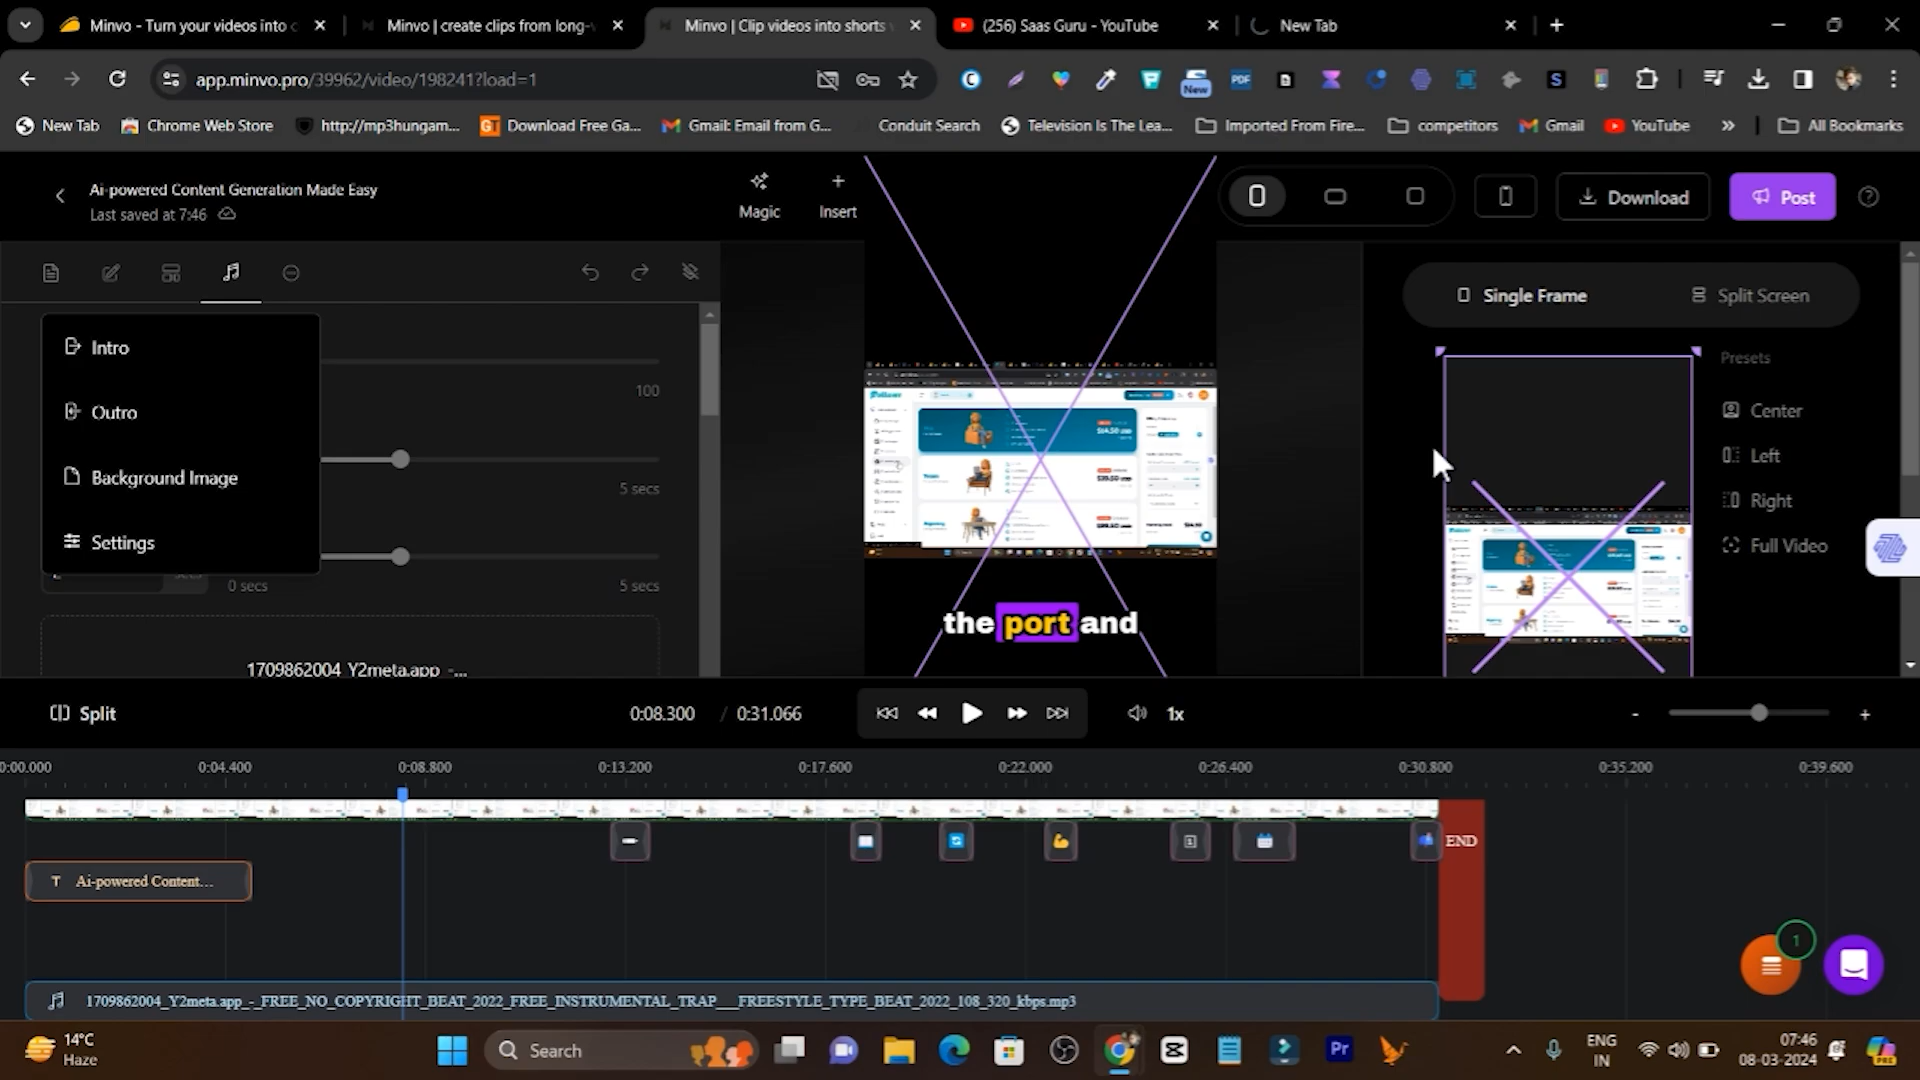 Minvo - Turn your videos into c
Minvo | create clips from long-v
Minvo | Clip videos into shorts
(256) Saas Guru - YouTube
New Tab
app.minvo.pro/39962/video/198241?load=1
New
PDF
New Tab
Chrome Web Store
http://mp3hungam...
Download Free Ga...
Gmail: Email from G...
Conduit Search
Television Is The Lea...
Imported From Fire...
competitors
Gmail
YouTube
All Bookmarks
Ai-powered Content Generation Made Easy
Last saved at 7:46
Magic
Insert
Download
Post
Intro
Outro
Background Image
Settings
100
5 secs
0 secs
5 secs
1709862004_Y2meta.app_-...
the port and
Single Frame
Split Screen
Presets
Center
Left
Right
Full Video
Split
0:08.300 / 0:31.066
1x
- +
0:00.000 0:04.400 0:08.800 0:13.200 0:17.600 0:22.000 0:26.400 0:30.800 0:35.200 0:39.600
END
T Ai-powered Content...
1
1709862004_Y2meta.app_-_FREE_NO_COPYRIGHT_BEAT_2022_FREE_INSTRUMENTAL_TRAP___FREESTYLE_TYPE_BEAT_2022_108_320_kbps.mp3
14°C
Haze
Search
Pr
ENG
IN
07:46
08-03-2024